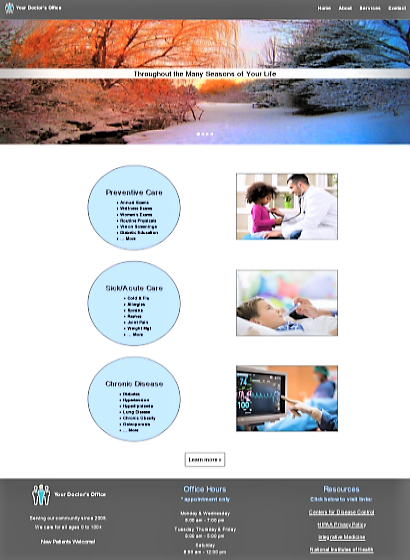 Your Doctor's Office
Home About Services Contact
Throughout the Many Seasons of Your Life
Preventive Care
Annual Exams
Wellness Exams
Women's Exams
Routine Physicals
Vision Screenings
Diabetic Education
... More
Sick/Acute Care
Cold & Flu
Allergies
Sprains
Rashes
Joint Pain
Weight Mgt
... More
Chronic Disease
Diabetes
Hypertension
Hyperlipidemia
Lung Disease
Chronic Obesity
Osteoporosis
... More
74
100
Learn more »
Your Doctor's Office
Serving our community since 2005.
We care for all ages 0 to 100+
New Patients Welcome!
Office Hours
*appointment only
Monday & Wednesday
8:00 am - 7:00 pm
Tuesday, Thursday & Friday
8:00 am - 5:00 pm
Saturday
8:00 am - 12:00 pm
Resources
Click below to visit links:
Centers for Disease Control
HIPAA Privacy Policy
Integrative Medicine
National Institutes of Health